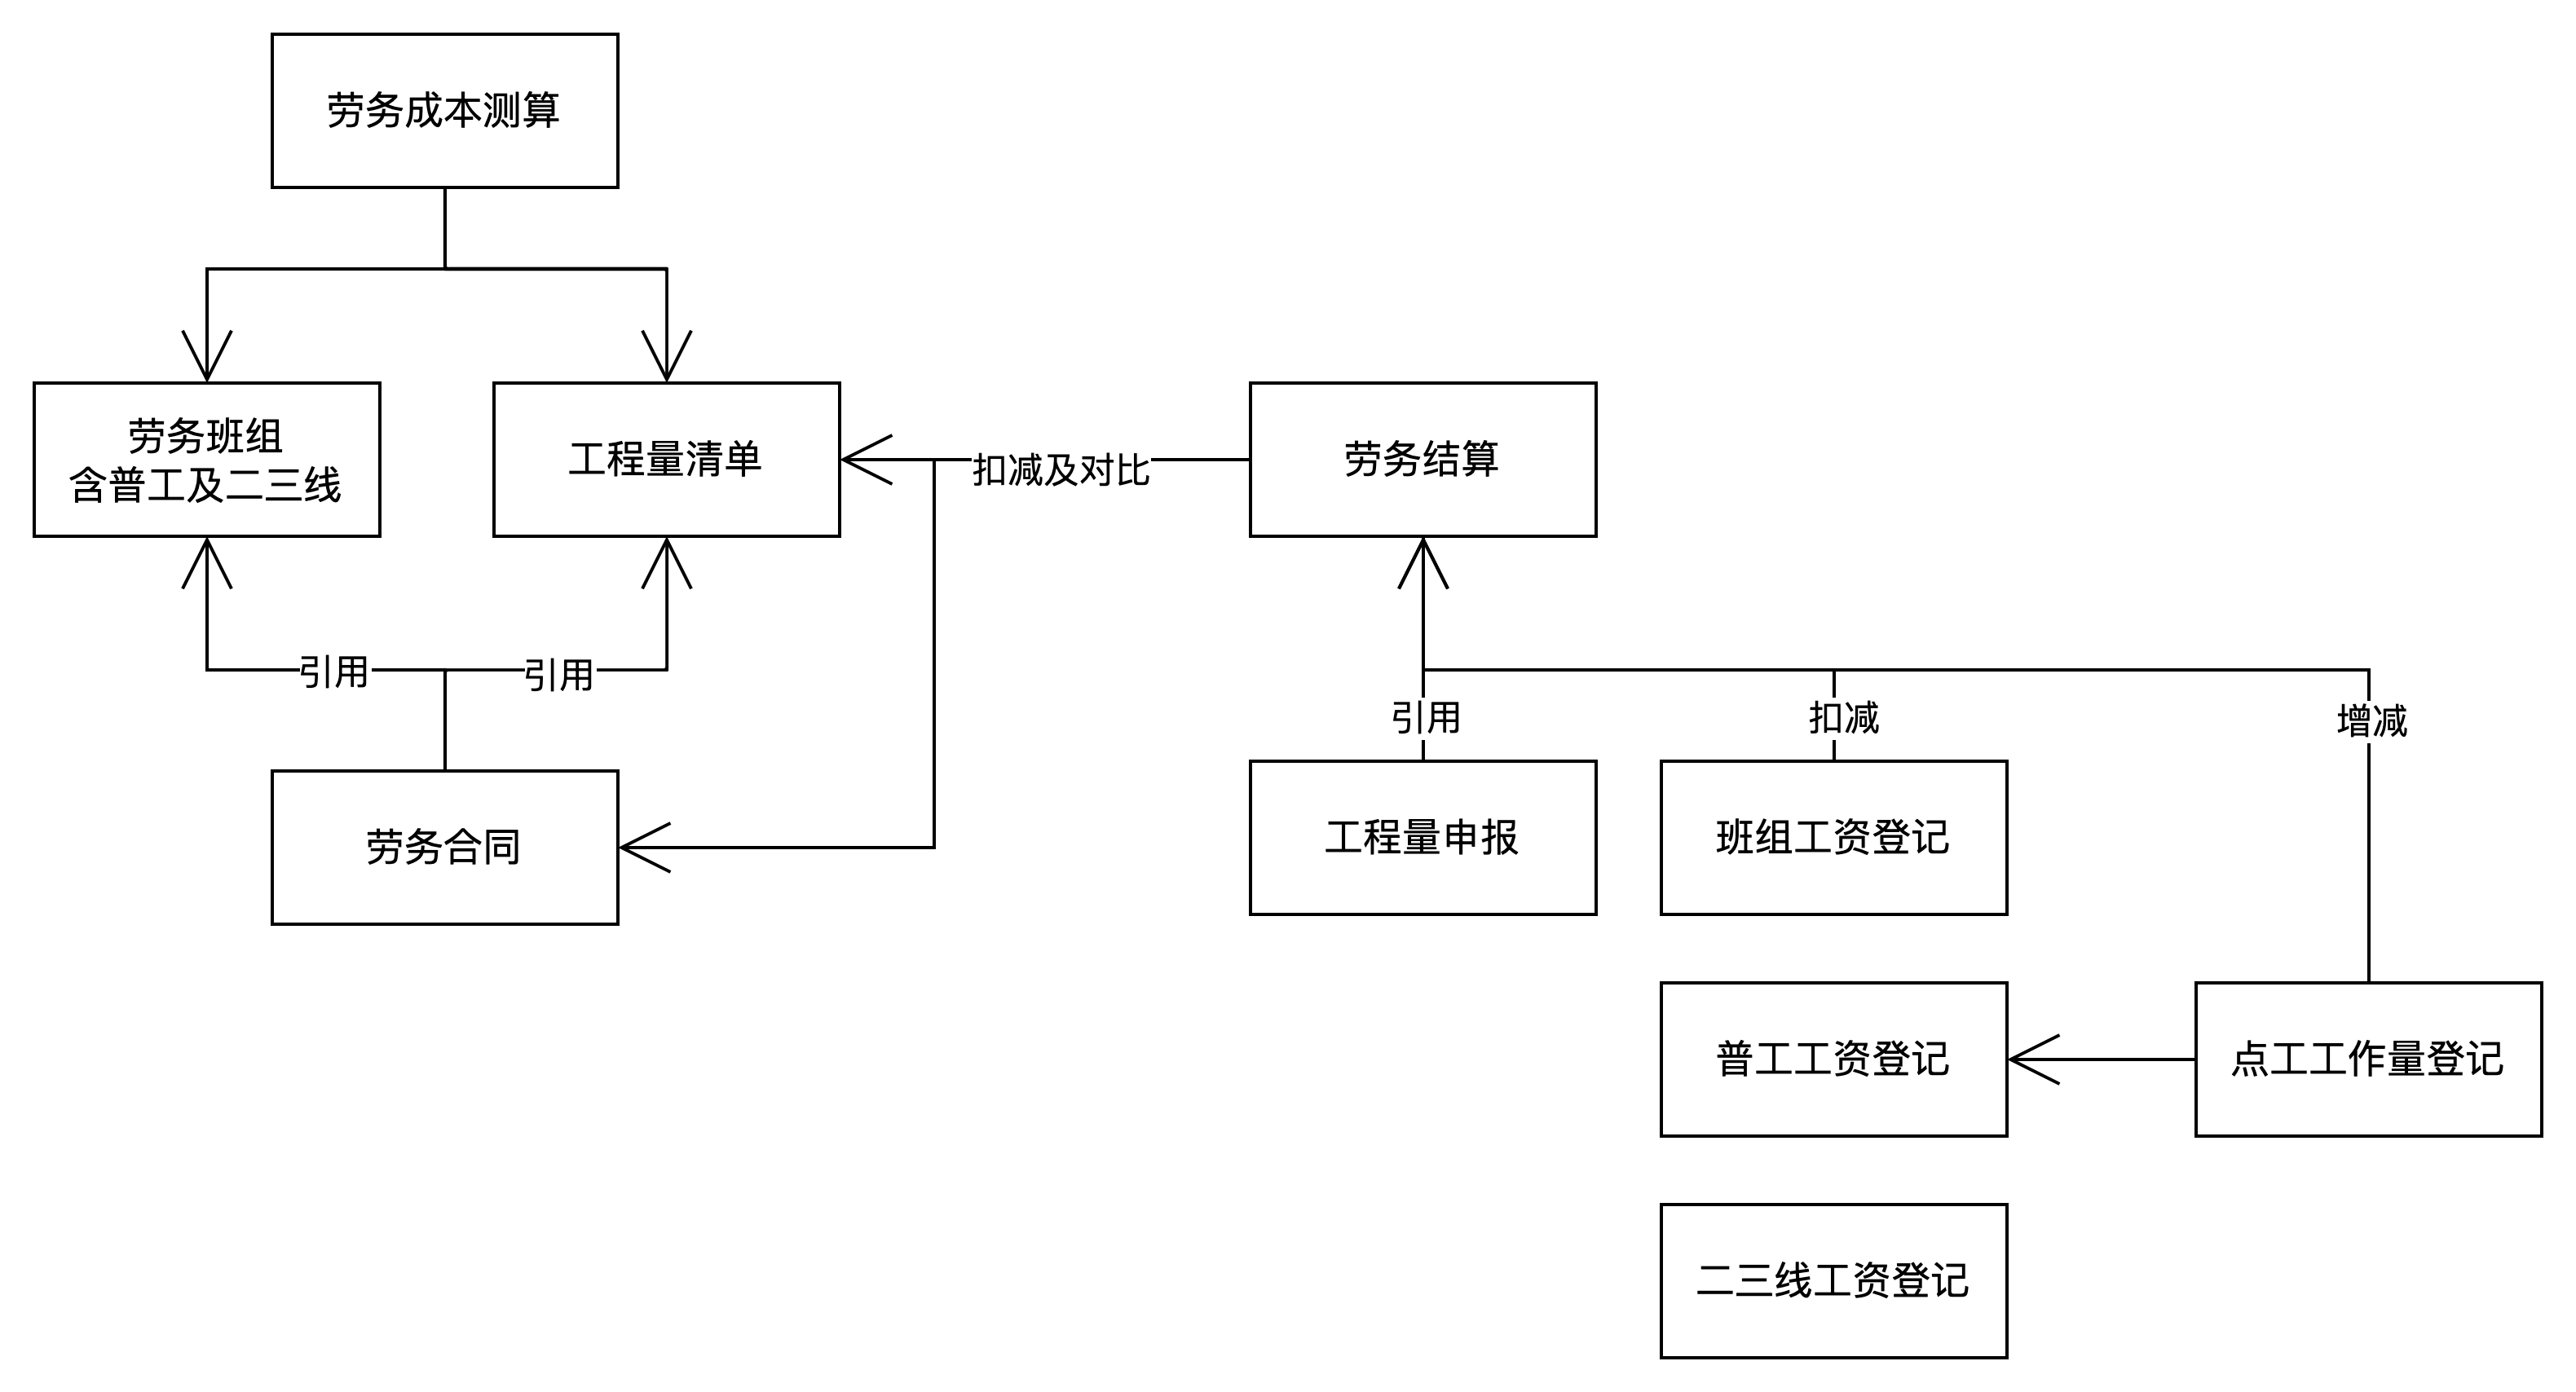 劳务成本测算
劳务班组
含普工及二三线
工程量清单
扣减及对比
劳务结算
引用
引用
引用
扣减
增减
劳务合同
工程量申报
班组工资登记
普工工资登记
点工工作量登记
二三线工资登记